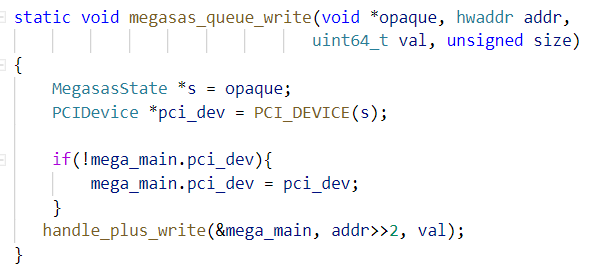 static void megasas_queue_write(void *opaque, hwaddr addr,
uint64_t val, unsigned size)
{
MegasasState *s = opaque;
PCIDevice *pci_dev = PCI_DEVICE(s);
if(!mega_main.pci_dev){
mega_main.pci_dev = pci_dev;
}
handle_plus_write(&mega_main, addr>>2, val);
}